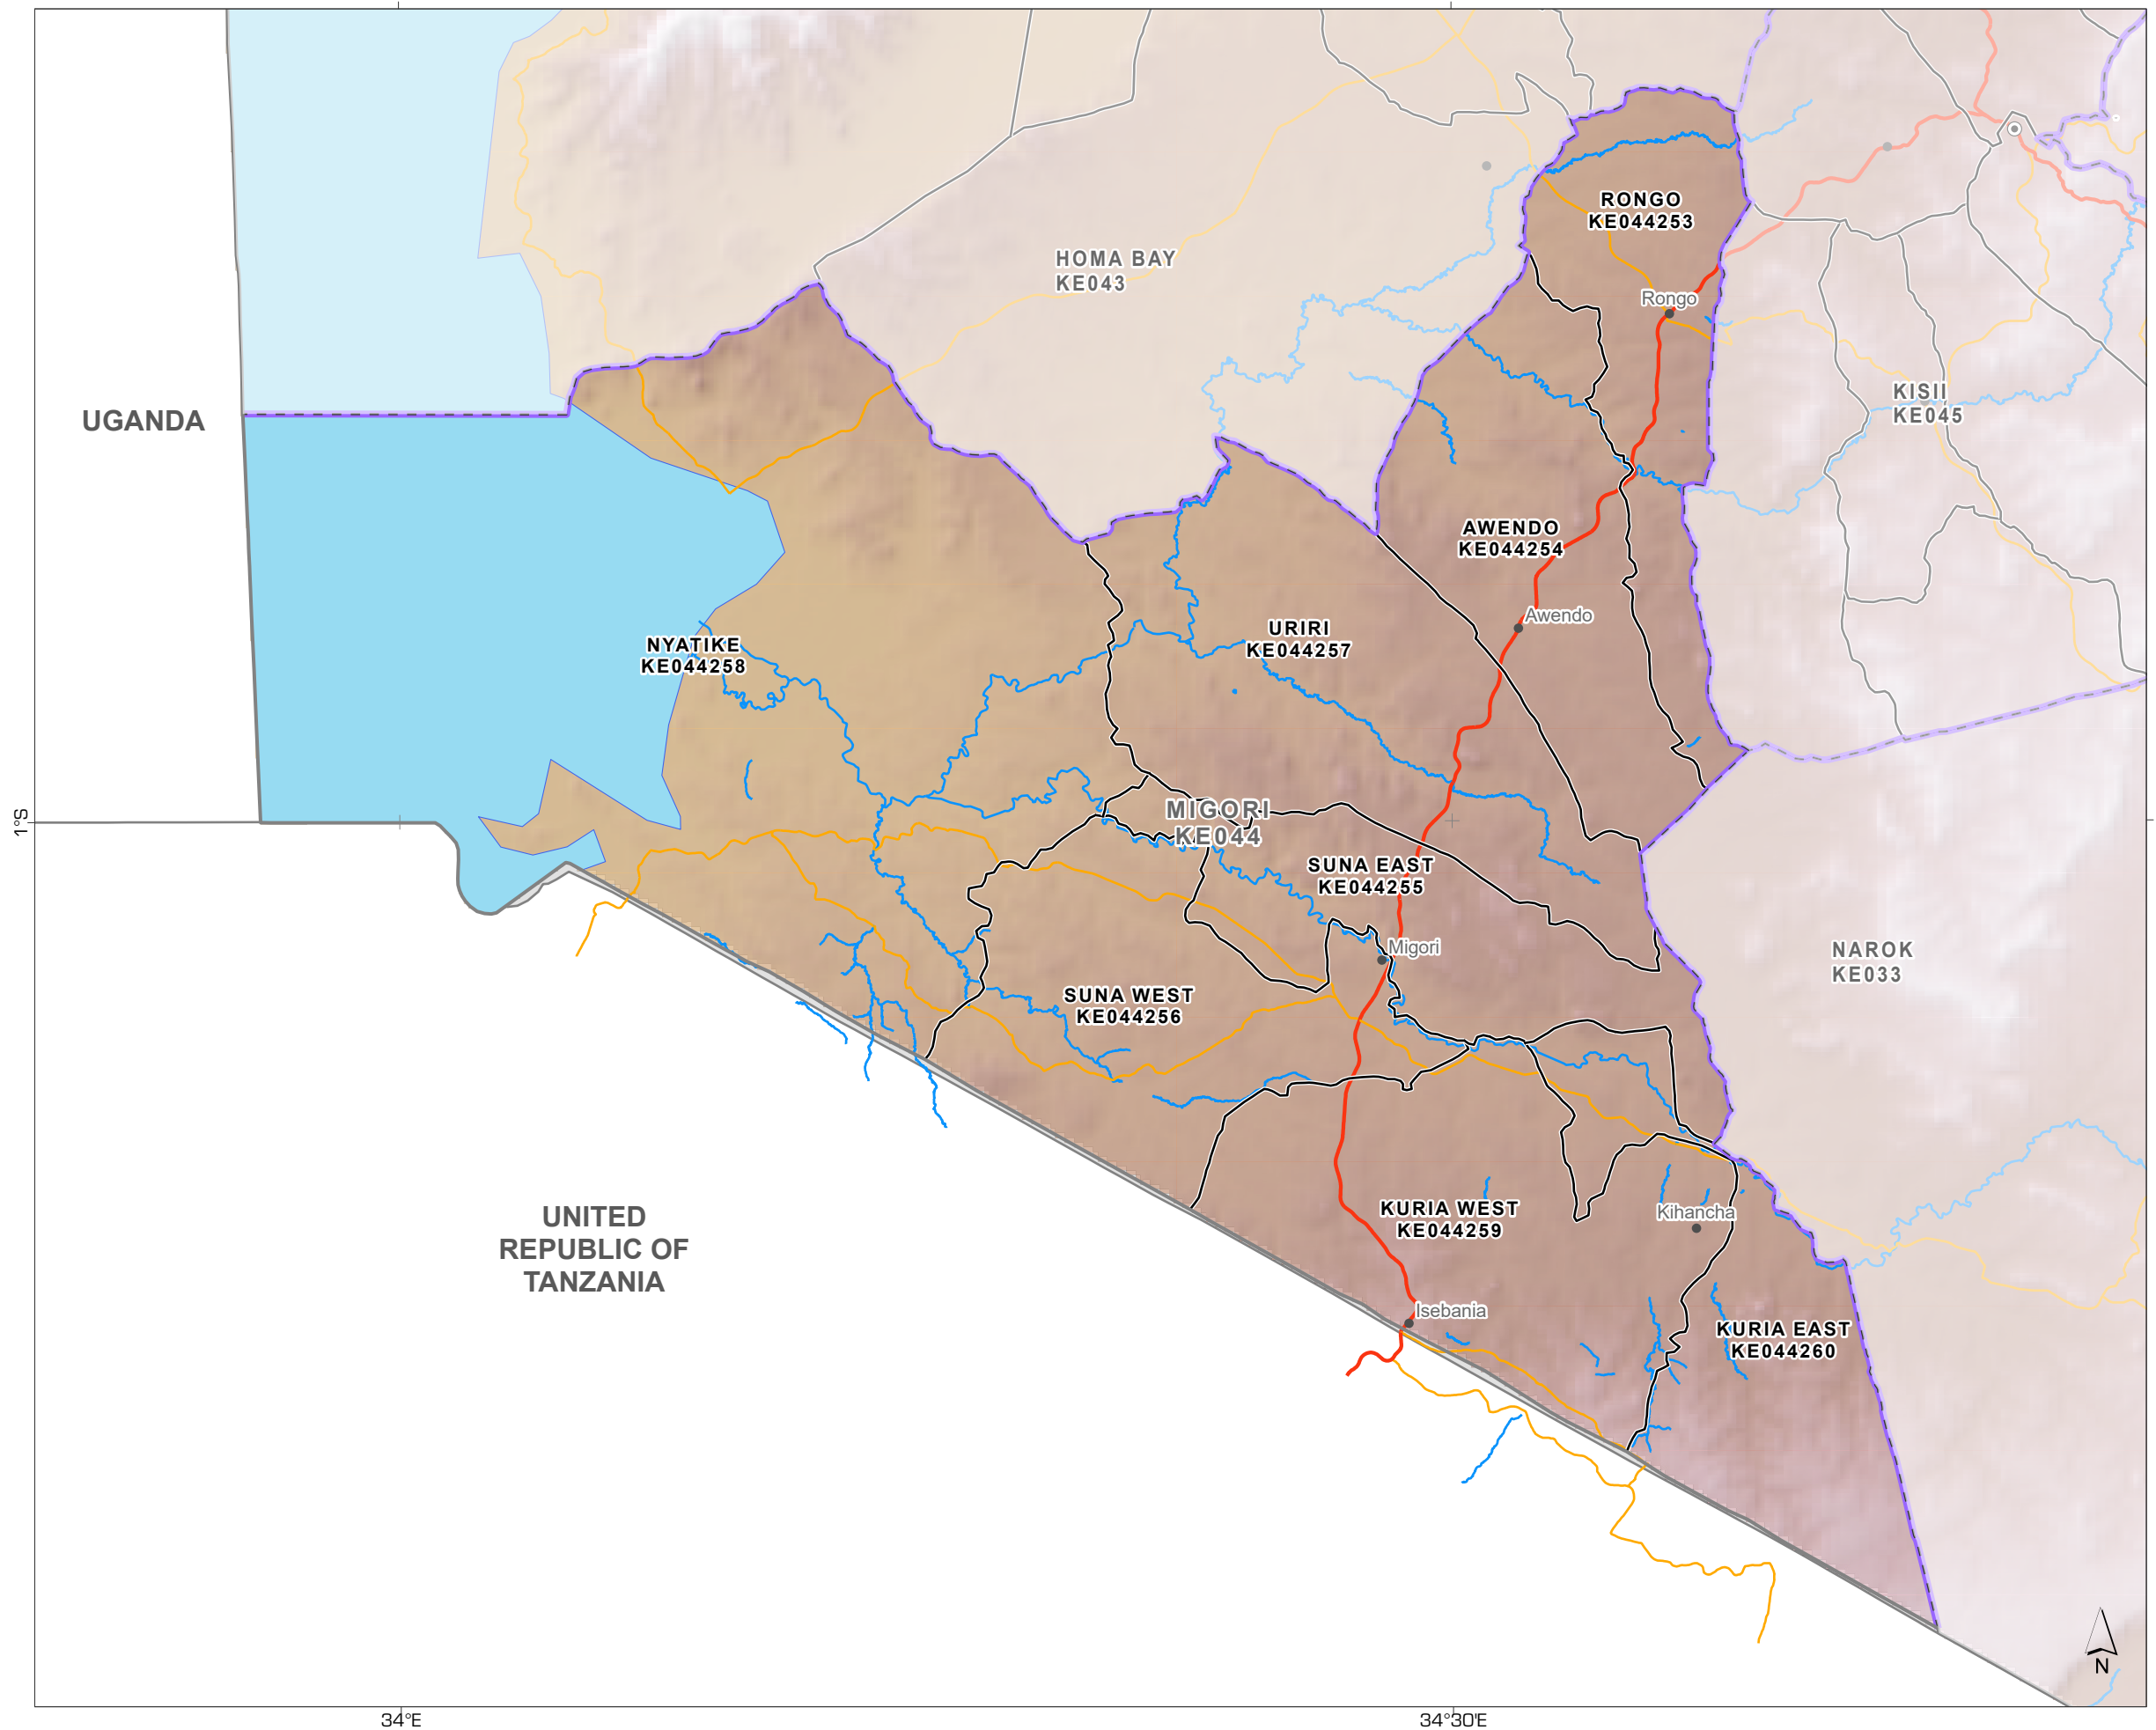 RONGO
KE044253
HOMA BAY
KE043
Rongo
KISII
KE045
UGANDA
AWENDO
KE044254
Awendo
URIRI
KE044257
NYATIKE
KE044258
MIGORI
KE044
1°S
SUNA EAST
KE044255
Migori
NAROK
KE033
SUNA WEST
KE044256
KURIA WEST
KE044259
Kihancha
UNITED
REPUBLIC OF
TANZANIA
Isebania
KURIA EAST
KE044260
N
34°E
34°30'E